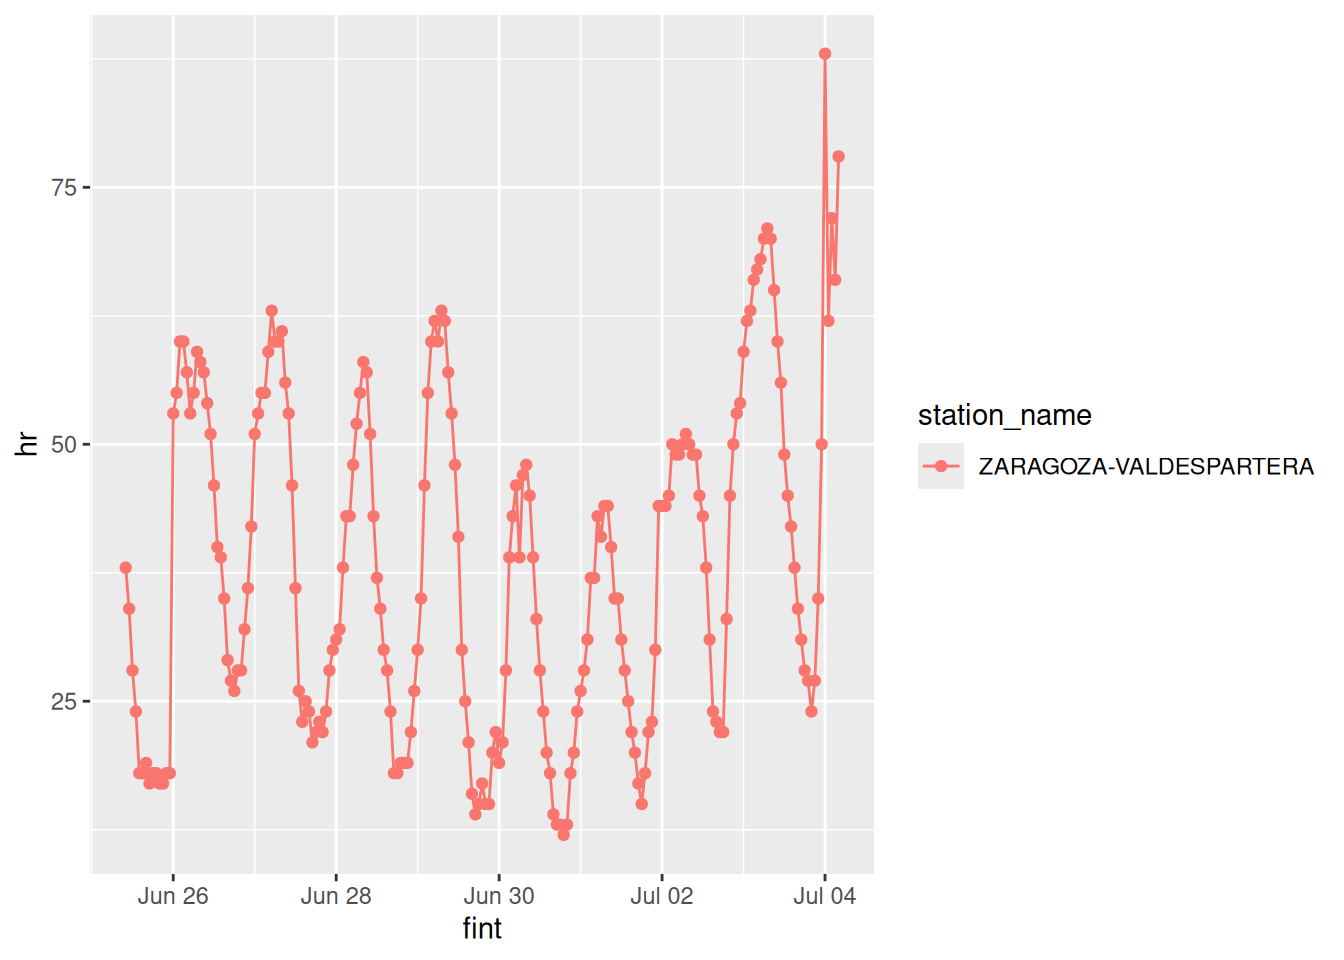 75
50
25
hr
Jun 26
Jun 28
Jun 30
Jul 02
Jul 04
fint
station_name
ZARAGOZA-VALDESPARTERA